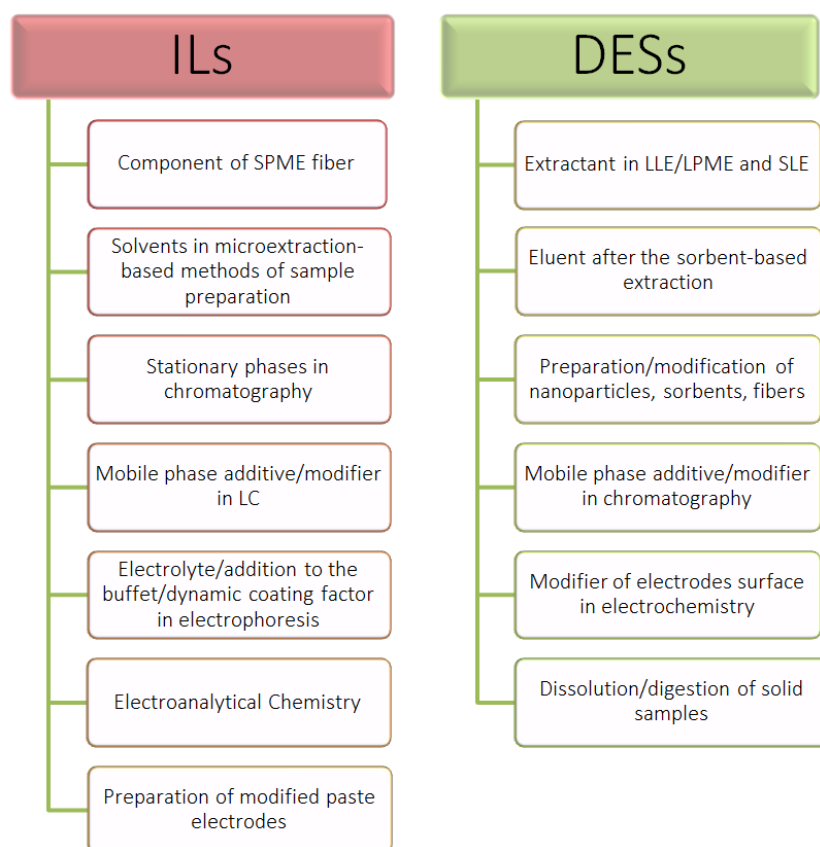 ILs
Component of SPME fiber
Solvents in microextraction-
based methods of sample
preparation
Stationary phases in
chromatography
Mobile phase additive/modifier
in LC
Electrolyte/addition to the
buffet/dynamic coating factor
in electrophoresis
Electroanalytical Chemistry
Preparation of modified paste
electrodes
DESs
Extractant in LLE/LPME and SLE
Eluent after the sorbent-based
extraction
Preparation/modification of
nanoparticles, sorbents, fibers
Mobile phase additive/modifier
in chromatography
Modifier of electrodes surface
in electrochemistry
Dissolution/digestion of solid
samples